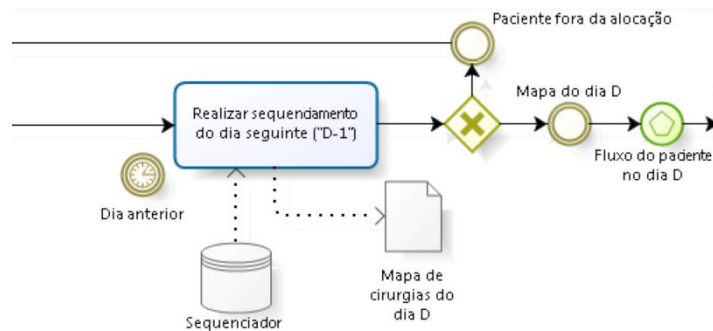 Paciente fora da alocação
Realizar sequenciamento
do dia seguinte ("D-1")
Mapa do dia D
Fluxo do paciente
no dia D
Dia anterior
Mapa de
cirurgias do
dia D
Sequenciador